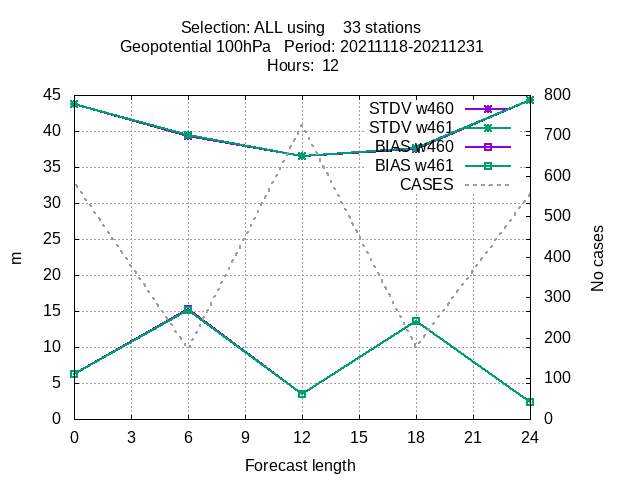 Selection: ALL using    33 stations
Geopotential 100hPa   Period: 20211118-20211231
Hours:  12
45
40
35
30
25
20
15
10
5
0
m
STDV w460
STDV w461
BIAS w460
BIAS w461
CASES
800
700
600
500
400
300
200
100
0
No cases
0 3 6 9 12 15 18 21 24
Forecast length